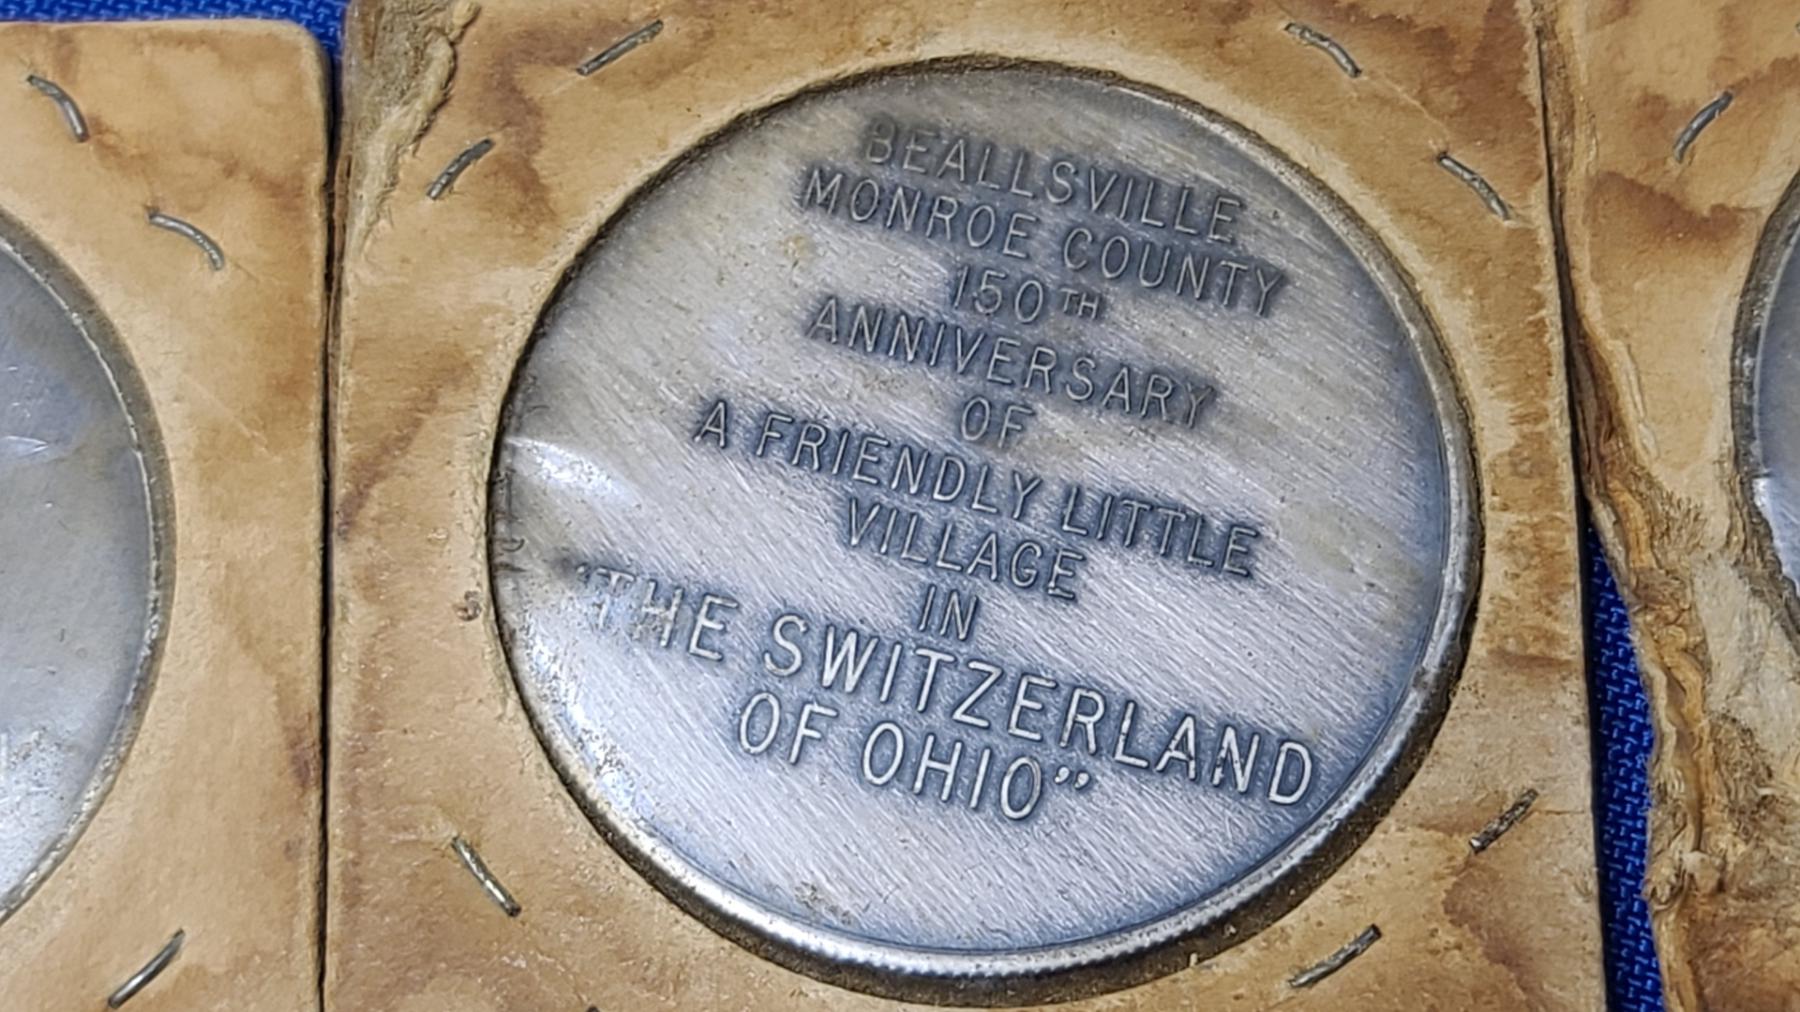 BEALLSVILLE
MONROE COUNTY
150TH
ANNIVERSARY
OF
A FRIENDLY LITTLE
VILLAGE
IN
"THE SWITZERLAND
OF OHIO"